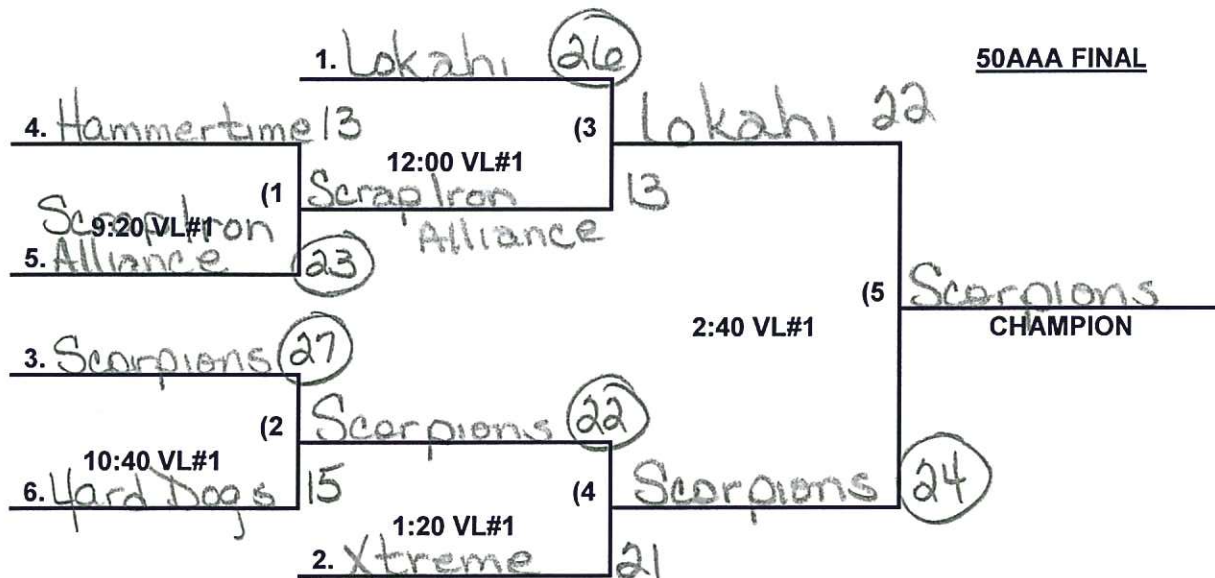 1. Lokahi 26
50AAA FINAL
4. Hammertime 13
(3 Lokahi 22
12:00 VL#1
(1 Scrap Iron 13
Alliance
Scrap Iron
9:20 VL#1
5. Alliance 23
(5 Scorpions
2:40 VL#1
CHAMPION
3. Scorpions 27
(2 Scorpions 22
10:40 VL#1
6. Yard Dogs 15
(4 Scorpions 24
1:20 VL#1
2. Xtreme 21